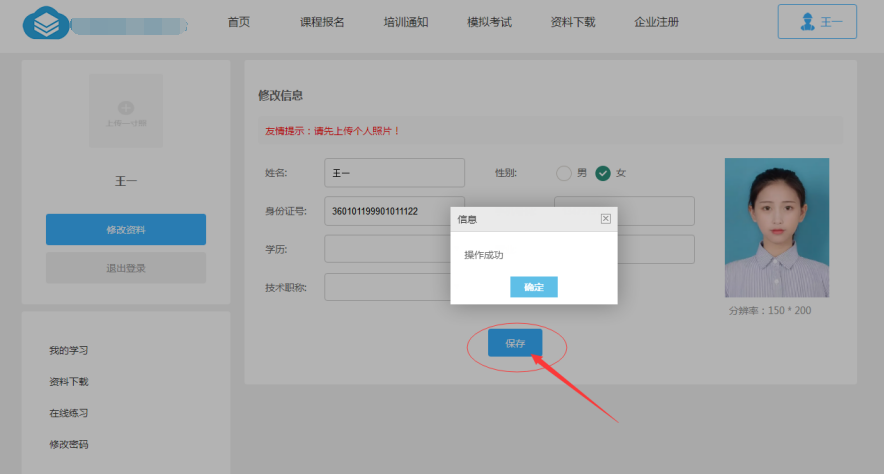 首页 课程报名 培训通知 模拟考试 资料下载 企业注册 王一
上传一寸照
王一
修改资料
退出登录
我的学习
资料下载
在线练习
修改密码
修改信息
友情提示：请先上传个人照片！
姓名: 王一 性别: 男 女
身份证号: 360101199901011122
学历:
技术职称:
分辨率：150 * 200
保存
信息
操作成功
确定